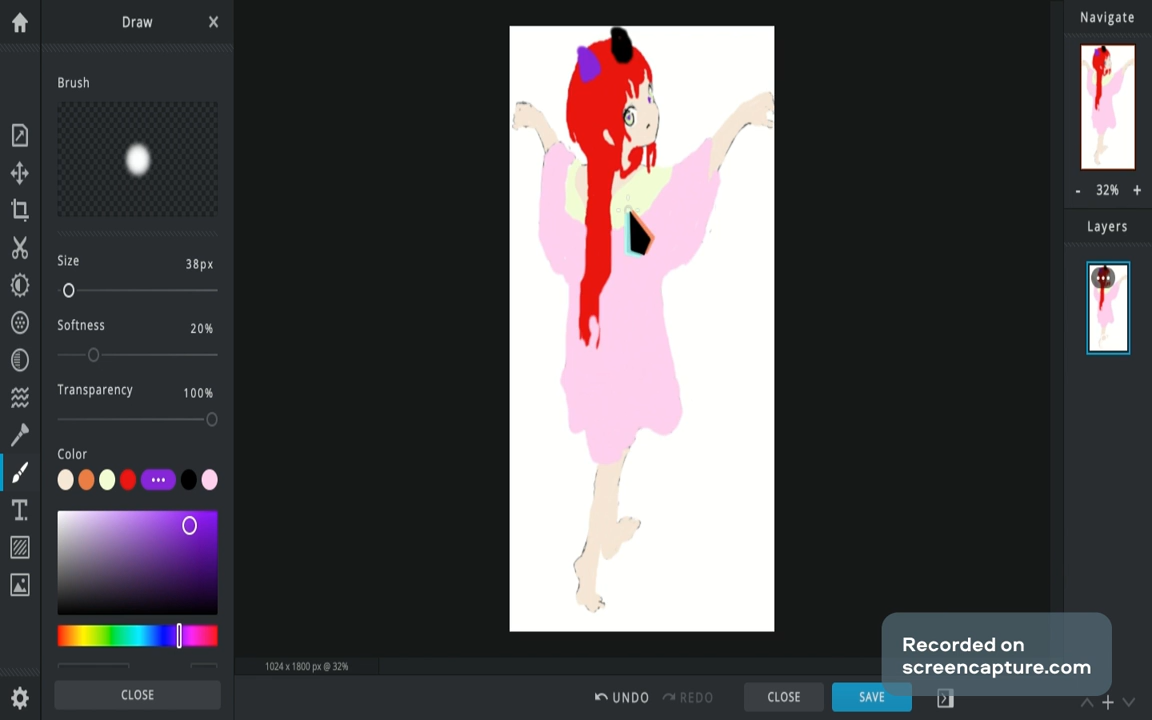 Draw
Navigate
Brush
- 32% +
Layers
Size 38px
Softness 20%
Transparency 100%
Color
Recorded on
screencapture.com
1024 x 1800 px @ 32%
CLOSE
UNDO
REDO
CLOSE
SAVE